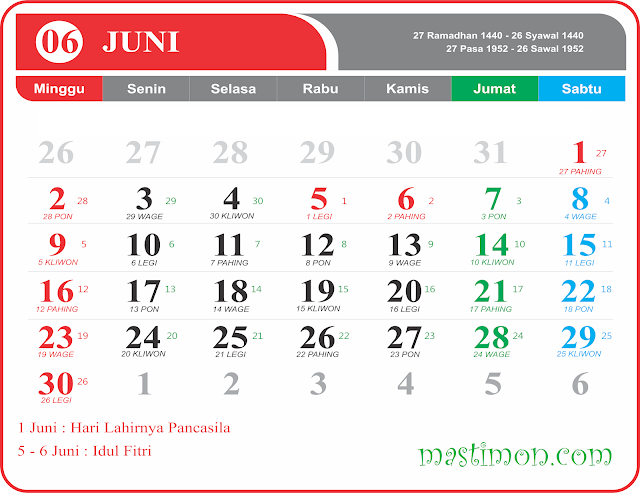 06 JUNI
27 Ramadhan 1440 - 26 Syawal 1440
27 Pasa 1952 - 26 Sawal 1952
Minggu Senin Selasa Rabu Kamis Jumat Sabtu
26 27 28 29 30 31 1 27
27 PAHING
2 28 3 29 4 30 5 1 6 2 7 3 8 4
28 PON 29 WAGE 30 KLIWON 1 LEGI 2 PAHING 3 PON 4 WAGE
9 5 10 6 11 7 12 8 13 9 14 10 15 11
5 KLIWON 6 LEGI 7 PAHING 8 PON 9 WAGE 10 KLIWON 11 LEGI
16 12 17 13 18 14 19 15 20 16 21 17 22 18
12 PAHING 13 PON 14 WAGE 15 KLIWON 16 LEGI 17 PAHING 18 PON
23 19 24 20 25 21 26 22 27 23 28 24 29 25
19 WAGE 20 KLIWON 21 LEGI 22 PAHING 23 PON 24 WAGE 25 KLIWON
30 26 1 2 3 4 5 6
26 LEGI
1 Juni : Hari Lahirnya Pancasila
5 - 6 Juni : Idul Fitri
mastimon.com